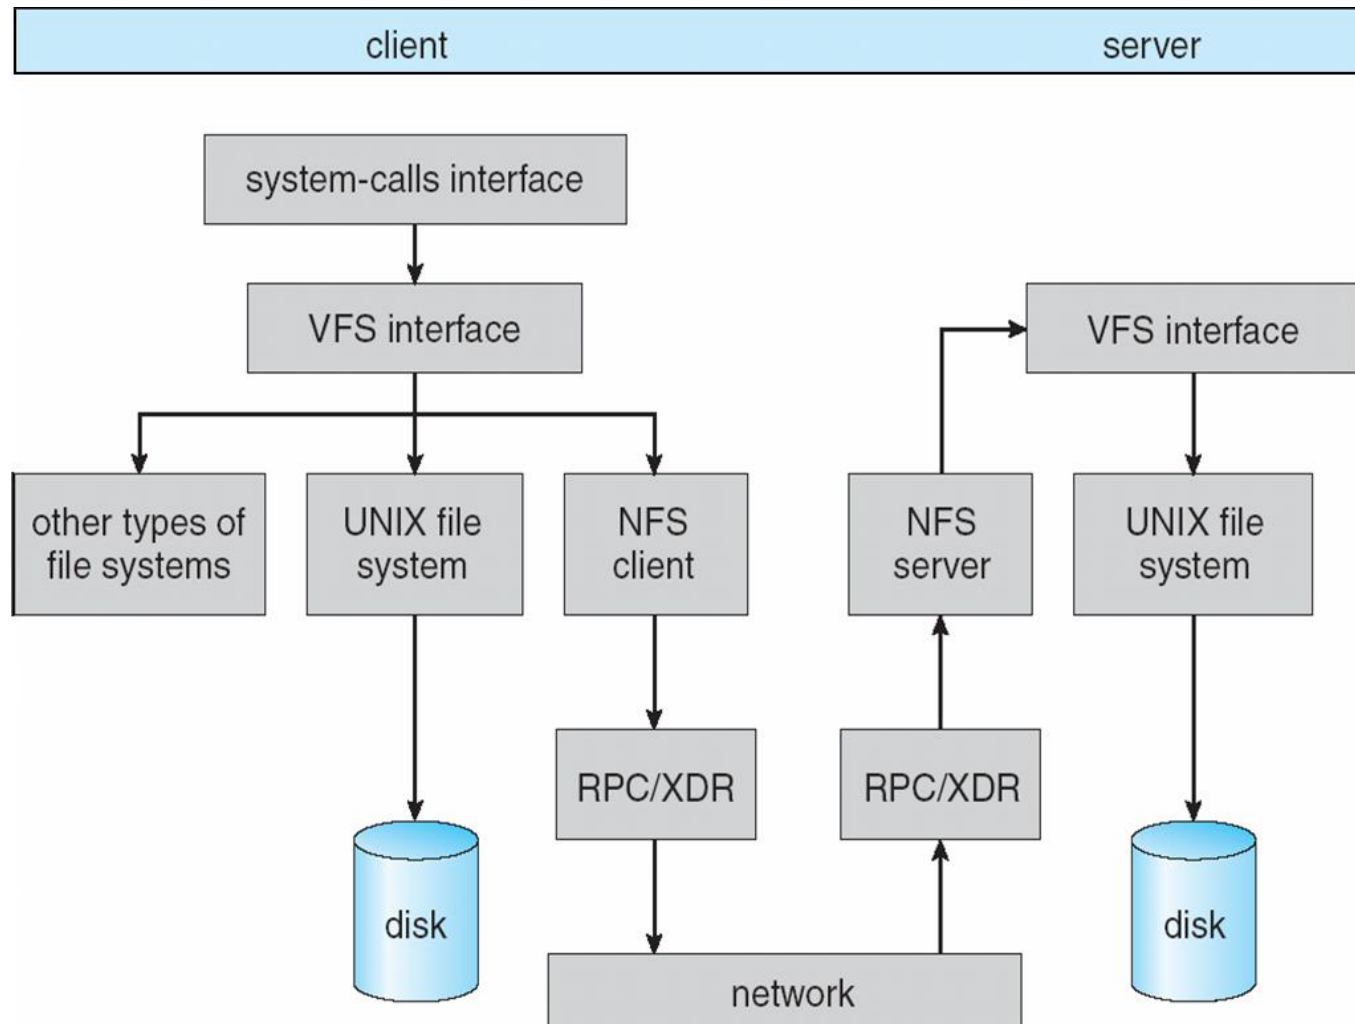 client
server
system-calls interface
VFS interface
VFS interface
other types of
file systems
UNIX file
system
NFS
client
NFS
server
UNIX file
system
RPC/XDR
RPC/XDR
disk
disk
network